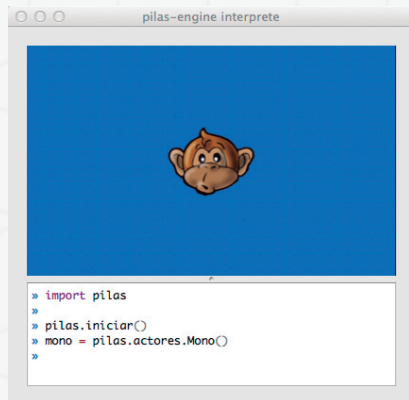 pilas-engine interprete
» import pilas
»
» pilas.iniciar()
» mono = pilas.actores.Mono()
»